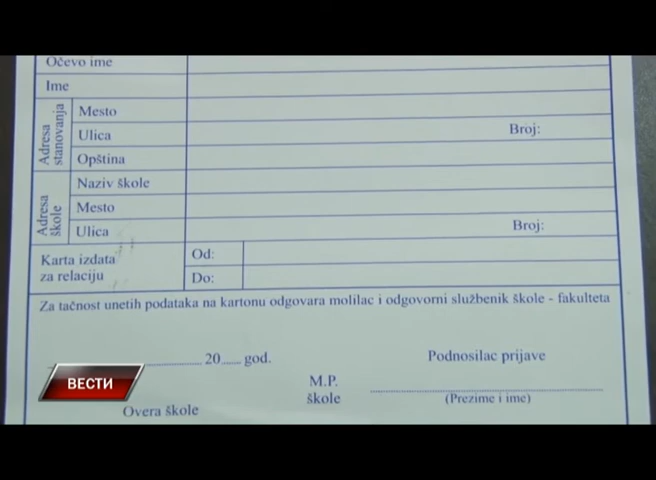 Očevo ime
Ime
Adresa stanovanja
Mesto
Ulica
Broj:
Opština
Adresa škole
Naziv škole
Mesto
Ulica
Broj:
Karta izdata za relaciju
Od:
Do:
Za tačnost unetih podataka na kartonu odgovara molilac i odgovorni službenik škole - fakulteta
20...... god.
Podnosilac prijave
M.P.
škole
(Prezime i ime)
Overa škole
ВЕСТИ